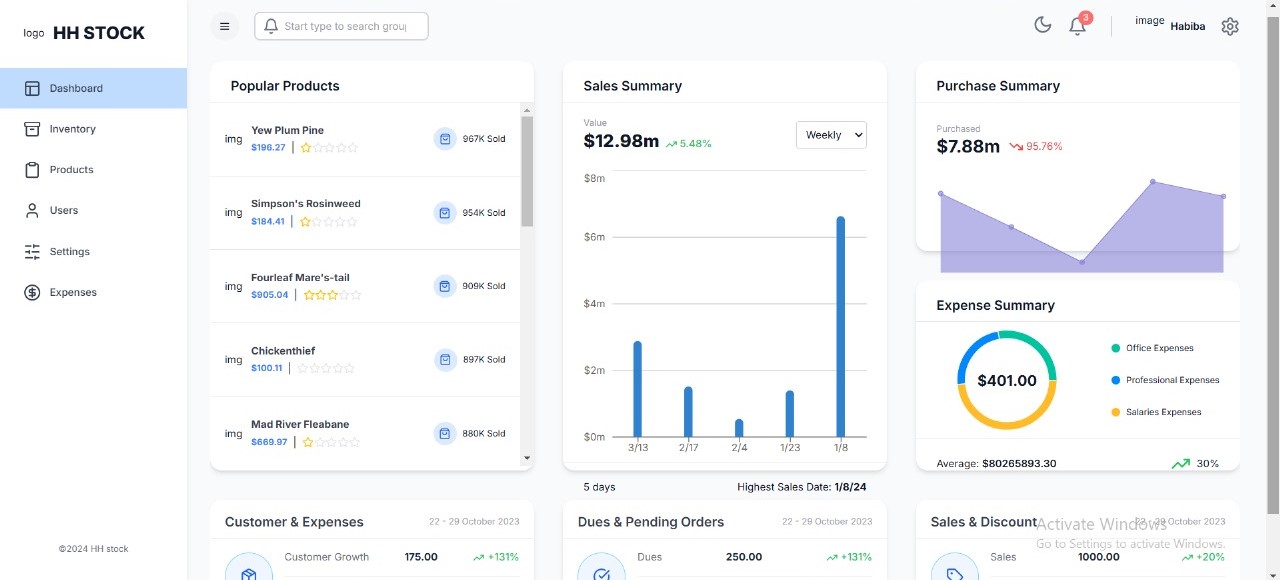 logo HH STOCK
Dashboard
Inventory
Products
Users
Settings
Expenses
©2024 HH stock
Start type to search group
3
image Habiba
Popular Products
img Yew Plum Pine
$196.27 | 967K Sold
img Simpson's Rosinweed
$184.41 | 954K Sold
img Fourleaf Mare's-tail
$905.04 | 909K Sold
img Chickenthief
$100.11 | 897K Sold
img Mad River Fleabane
$669.97 | 880K Sold
Sales Summary
Value
$12.98m 5.48%
Weekly
$8m
$6m
$4m
$2m
$0m
3/13 2/17 2/4 1/23 1/8
5 days Highest Sales Date: 1/8/24
Purchase Summary
Purchased
$7.88m 95.76%
Expense Summary
$401.00
Office Expenses
Professional Expenses
Salaries Expenses
Average: $80265893.30 30%
Customer & Expenses 22 - 29 October 2023
Customer Growth 175.00 +131%
Dues & Pending Orders 22 - 29 October 2023
Dues 250.00 +131%
Sales & Discount 22 - 29 October 2023
Sales 1000.00 +20%
Activate Windows
Go to Settings to activate Windows.